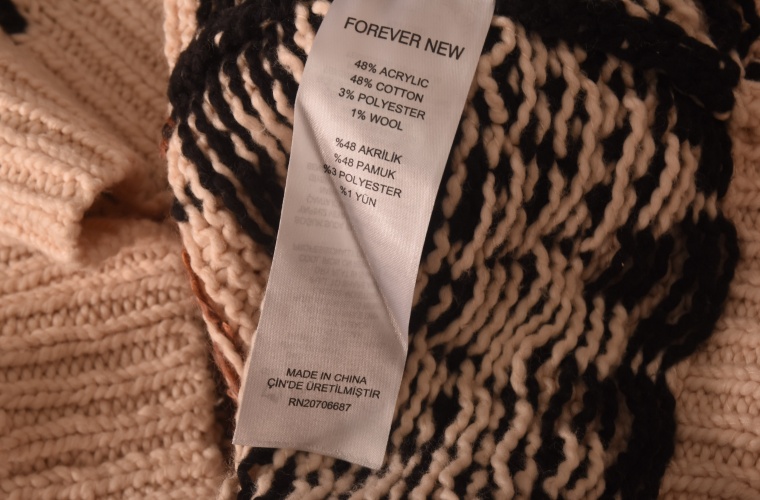 FOREVER NEW
48% ACRYLIC
48% COTTON
3% POLYESTER
1% WOOL
%48 AKRİLİK
%48 PAMUK
%3 POLYESTER
%1 YÜN
MADE IN CHINA
ÇİN'DE ÜRETİLMİŞTİR
RN20706687